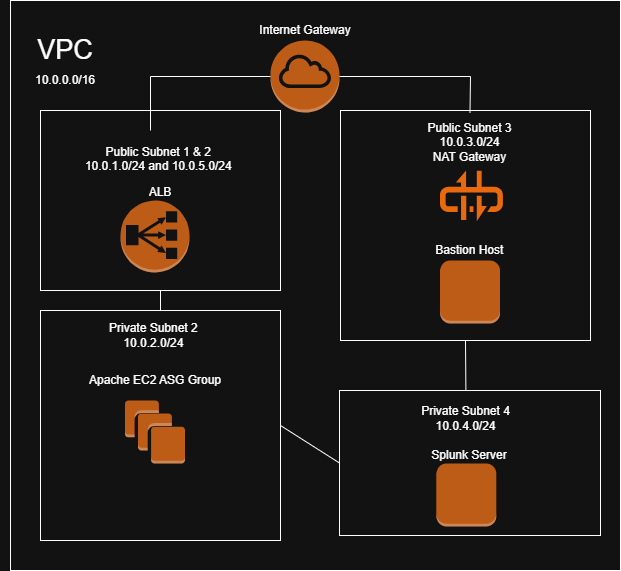 Internet Gateway
VPC
10.0.0.0/16
Public Subnet 1 & 2
10.0.1.0/24 and 10.0.5.0/24
ALB
Public Subnet 3
10.0.3.0/24
NAT Gateway
Bastion Host
Private Subnet 2
10.0.2.0/24
Apache EC2 ASG Group
Private Subnet 4
10.0.4.0/24
Splunk Server